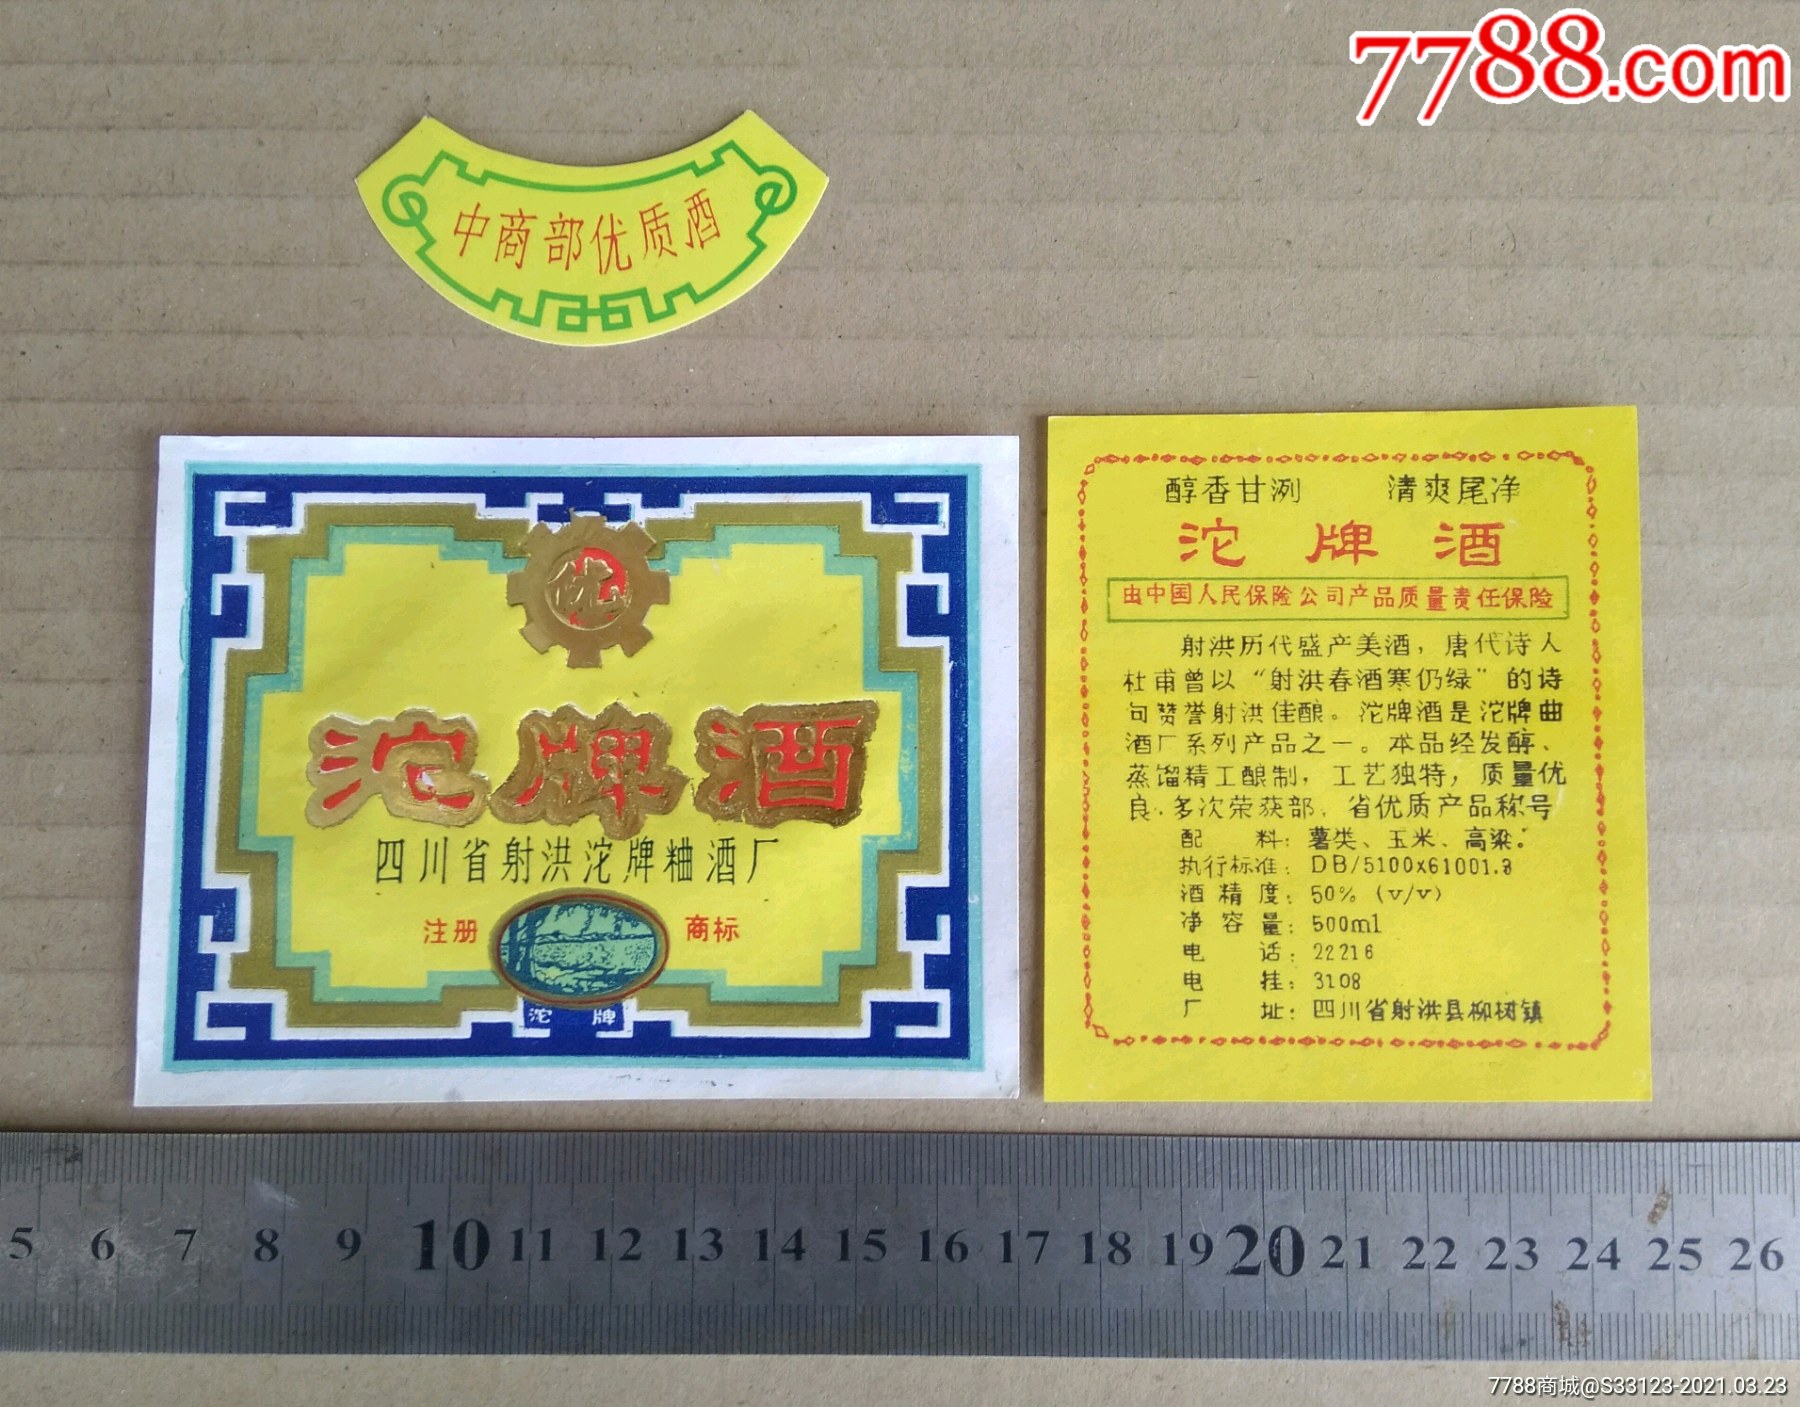 7788.com
中商部优质酒
优
沱牌酒
四川省射洪沱牌粬酒厂
注册 商标
沱 牌
醇香甘洌 清爽尾净
沱牌酒
由中国人民保险公司产品质量责任保险
射洪历代盛产美酒，唐代诗人
杜甫曾以“射洪春酒寒仍绿”的诗
句赞誉射洪佳酿。沱牌酒是沱牌曲
酒厂系列产品之一。本品经发酵、
蒸馏精工酿制，工艺独特，质量优
良.多次荣获部、省优质产品称号
配 料：薯类、玉米、高粱。
执行标准：DB/5100x61001.3
酒精度：50%（v/v）
净容量：500ml
电 话：22216
电 挂：3108
厂 址：四川省射洪县柳树镇
5 6 7 8 9 10 11 12 13 14 15 16 17 18 19 20 21 22 23 24 25 26
7788商城@S33123-2021.03.23